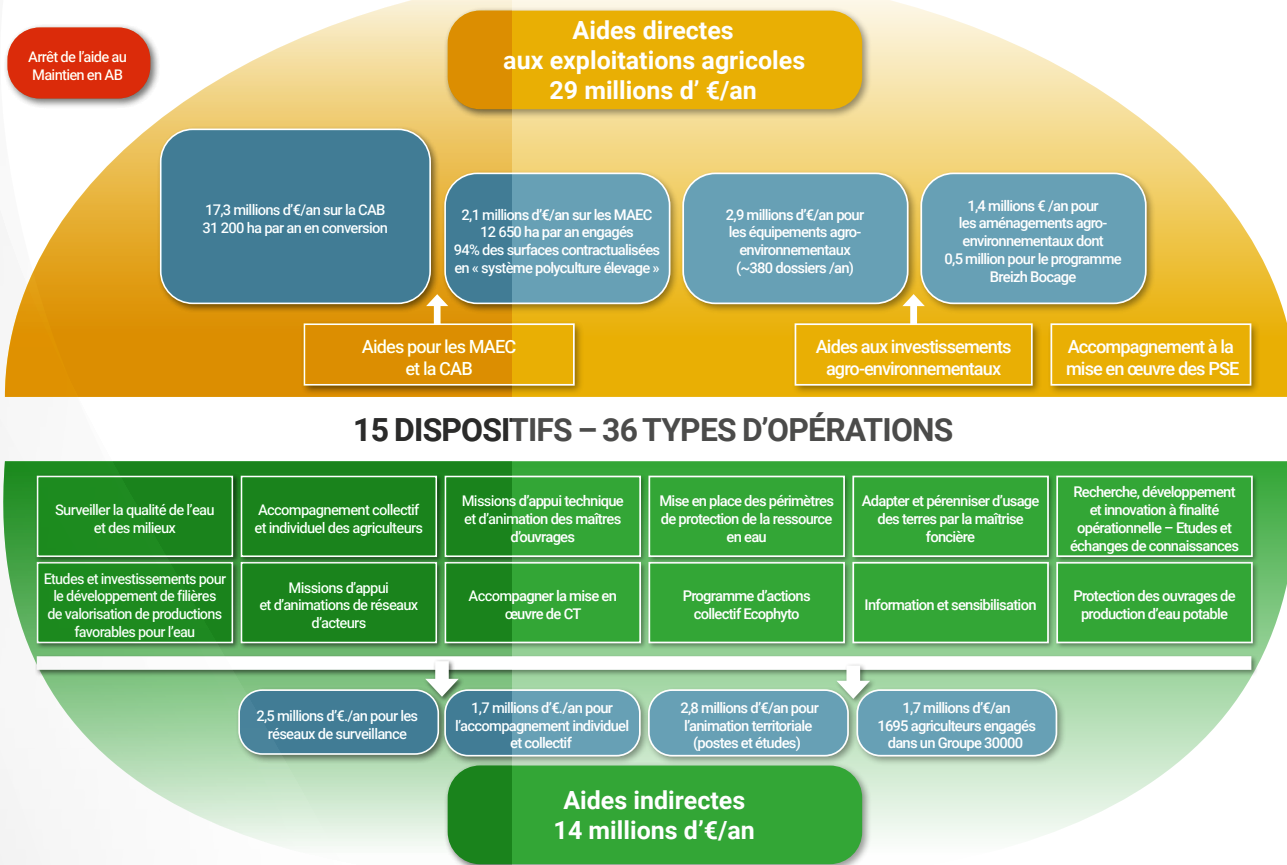 Arrêt de l'aide au
Maintien en AB
Aides directes
aux exploitations agricoles
29 millions d' €/an
17,3 millions d'€/an sur la CAB
31 200 ha par an en conversion
2,1 millions d'€/an sur les MAEC
12 650 ha par an engagés
94% des surfaces contractualisées
en « système polyculture élevage »
2,9 millions d'€/an pour
les équipements agro-
environnementaux
(~380 dossiers /an)
1,4 millions € /an pour
les aménagements agro-
environnementaux dont
0,5 million pour le programme
Breizh Bocage
Aides pour les MAEC
et la CAB
Aides aux investissements
agro-environnementaux
Accompagnement à la
mise en œuvre des PSE
15 DISPOSITIFS – 36 TYPES D'OPÉRATIONS
Surveiller la qualité de l'eau
et des milieux
Accompagnement collectif
et individuel des agriculteurs
Missions d'appui technique
et d'animation des maîtres
d'ouvrages
Mise en place des périmètres
de protection de la ressource
en eau
Adapter et pérenniser d'usage
des terres par la maîtrise
foncière
Recherche, développement
et innovation à finalité
opérationnelle – Etudes et
échanges de connaissances
Etudes et investissements pour
le développement de filières
de valorisation de productions
favorables pour l'eau
Missions d'appui
et d'animations de réseaux
d'acteurs
Accompagner la mise en
œuvre de CT
Programme d'actions
collectif Ecophyto
Information et sensibilisation
Protection des ouvrages de
production d'eau potable
2,5 millions d'€./an pour les
réseaux de surveillance
1,7 millions d'€./an pour
l'accompagnement individuel
et collectif
2,8 millions d'€/an pour
l'animation territoriale
(postes et études)
1,7 millions d'€/an
1695 agriculteurs engagés
dans un Groupe 30000
Aides indirectes
14 millions d'€/an